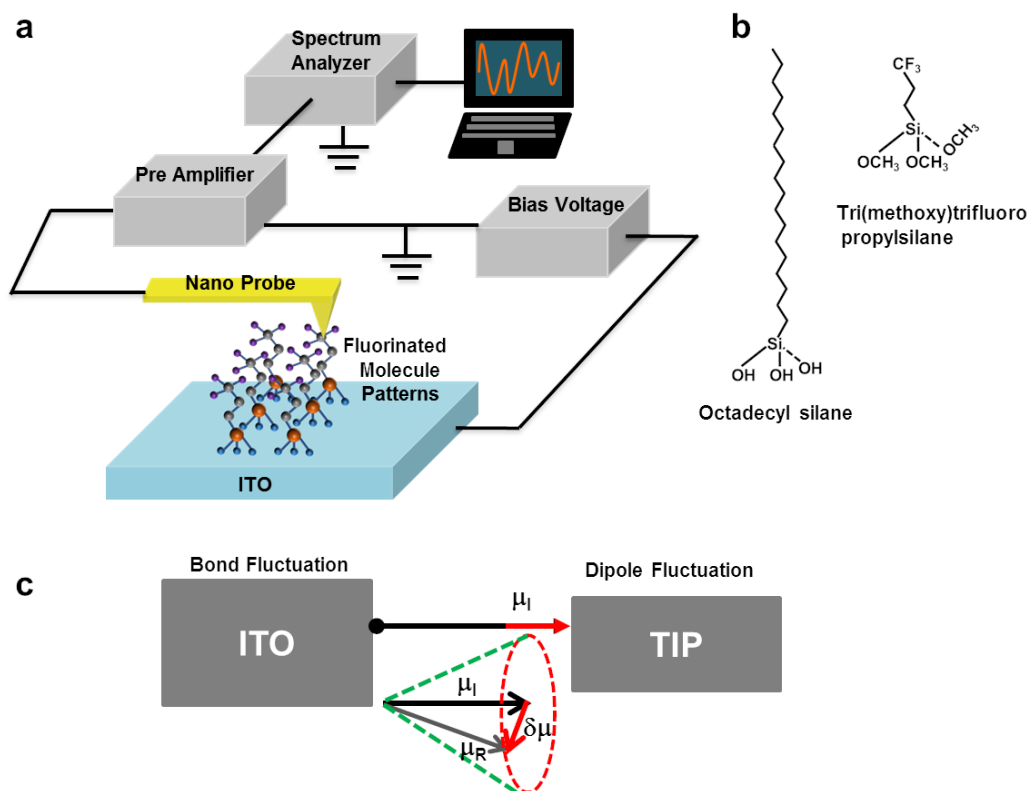 a
Spectrum
Analyzer
Pre Amplifier
Bias Voltage
Nano Probe
Fluorinated
Molecule
Patterns
ITO
b
CF3
Si
OCH3
OCH3
OCH3
Tri(methoxy)trifluoro
propylsilane
Si
OH
OH
OH
Octadecyl silane
c
Bond Fluctuation
Dipole Fluctuation
ITO
μI
TIP
μI
δμ
μR